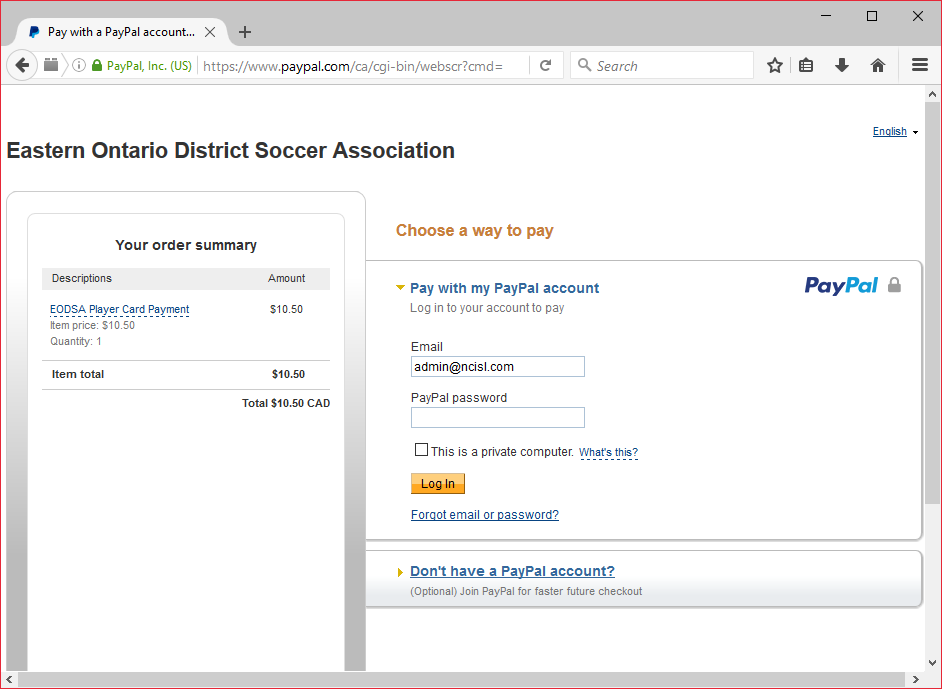 Pay with a PayPal account...
PayPal, Inc. (US)
https://www.paypal.com/ca/cgi-bin/webscr?cmd=
Search
English
Eastern Ontario District Soccer Association
Your order summary
Descriptions Amount
EODSA Player Card Payment $10.50
Item price: $10.50
Quantity: 1
Item total $10.50
Total $10.50 CAD
Choose a way to pay
Pay with my PayPal account
PayPal
Log in to your account to pay
Email
admin@ncisl.com
PayPal password
This is a private computer. What's this?
Log In
Forgot email or password?
Don't have a PayPal account?
(Optional) Join PayPal for faster future checkout